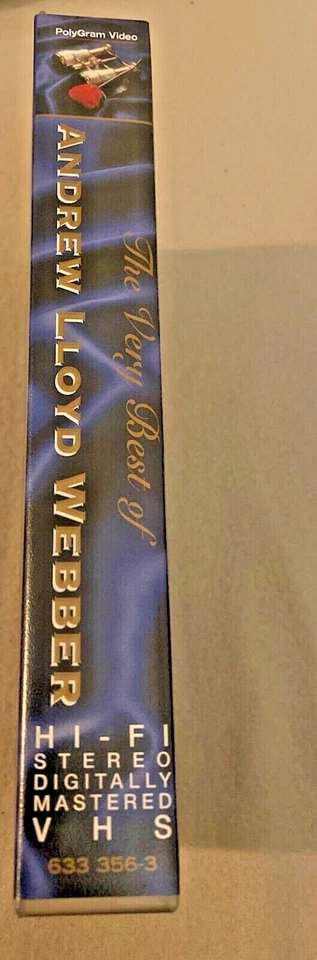 PolyGram Video
The Very Best of
ANDREW LLOYD WEBBER
HI-FI
STEREO
DIGITALLY
MASTERED
VHS
633 356-3